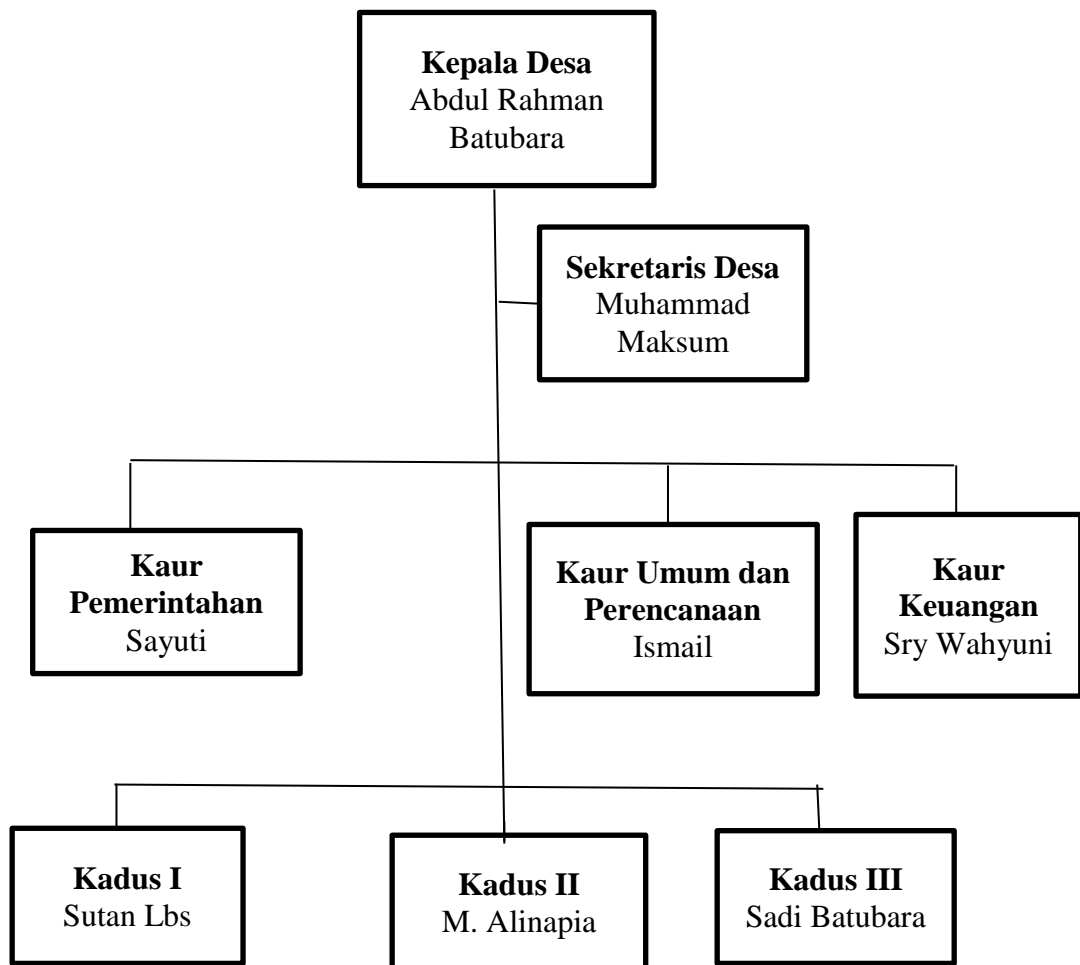 Kepala Desa
Abdul Rahman
Batubara
Sekretaris Desa
Muhammad
Maksum
Kaur
Pemerintahan
Sayuti
Kaur Umum dan
Perencanaan
Ismail
Kaur
Keuangan
Sry Wahyuni
Kadus I
Sutan Lbs
Kadus II
M. Alinapia
Kadus III
Sadi Batubara